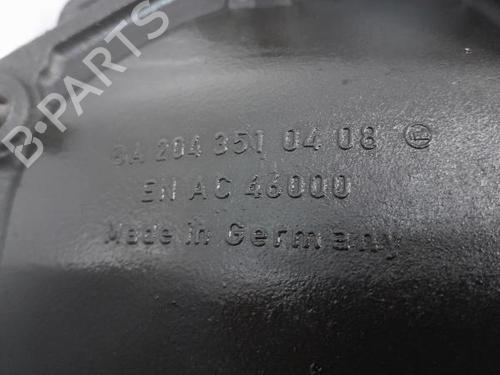 A 204 351 04 08
EN AC 46000
Made in Germany
B-PARTS